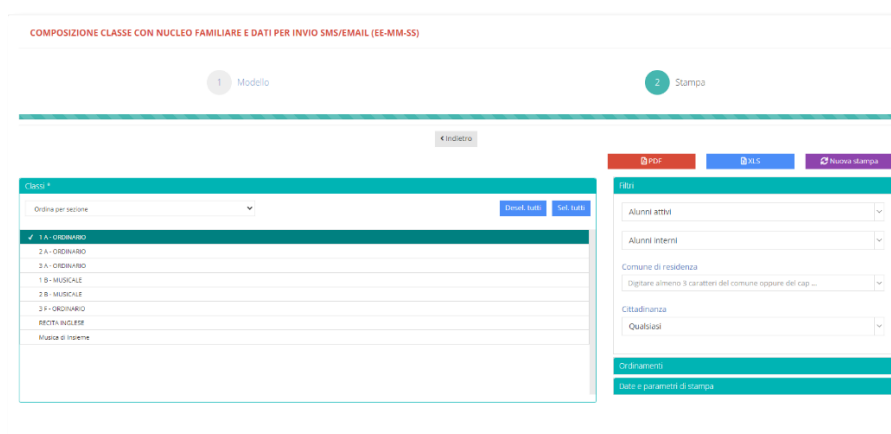 COMPOSIZIONE CLASSE CON NUCLEO FAMILIARE E DATI PER INVIO SMS/EMAIL (EE-MM-SS)
1 Modello
2 Stampa
Indietro
PDF
XLS
Nuova stampa
Classi *
Ordina per sezione
Desel. tutti
Sel. tutti
1 A - ORDINARIO
2 A - ORDINARIO
3 A - ORDINARIO
1 B - MUSICALE
2 B - MUSICALE
3 F - ORDINARIO
RECITA INGLESE
Musica di Insieme
Filtri
Alunni attivi
Alunni interni
Comune di residenza
Digitare almeno 3 caratteri del comune oppure del cap ...
Cittadinanza
Qualsiasi
Ordinamenti
Date e parametri di stampa